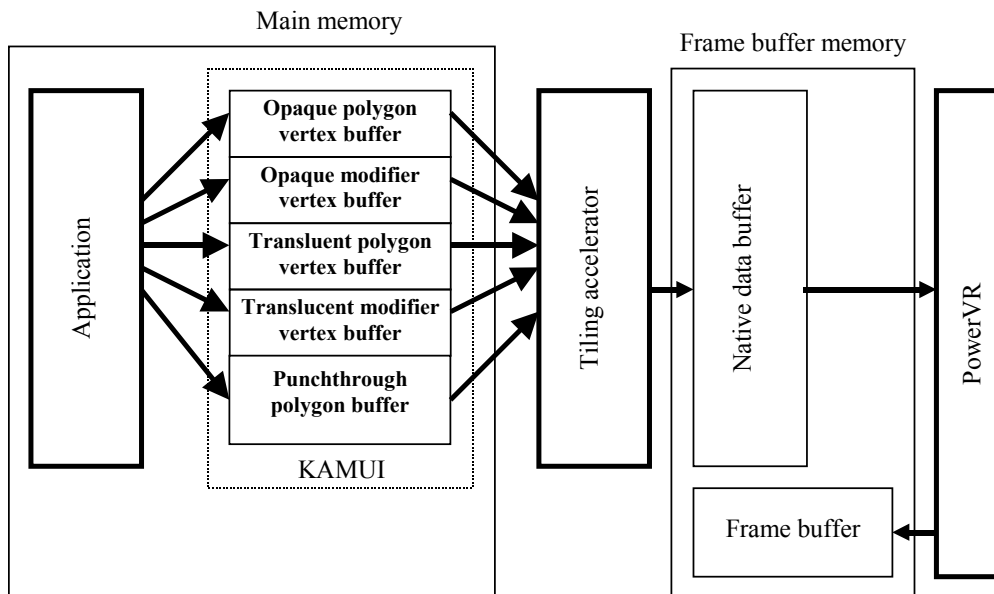 Main memory
Frame buffer memory
Application
Opaque polygon
vertex buffer
Opaque modifier
vertex buffer
Transluent polygon
vertex buffer
Translucent modifier
vertex buffer
Punchthrough
polygon buffer
KAMUI
Tiling accelerator
Native data buffer
Frame buffer
PowerVR